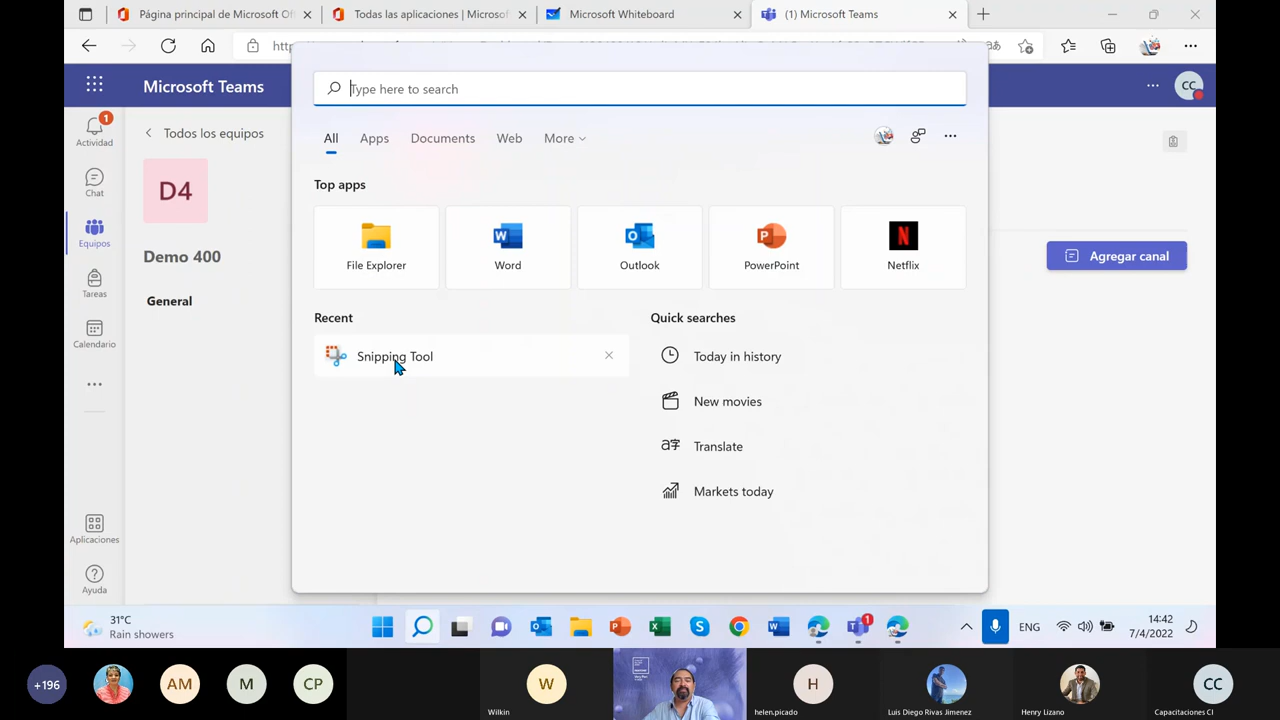 Página principal de Microsoft Of
Todas las aplicaciones | Microsof
Microsoft Whiteboard
(1) Microsoft Teams
Microsoft Teams
CC
Type here to search
All
Apps
Documents
Web
More
Top apps
File Explorer
Word
Outlook
PowerPoint
Netflix
Recent
Snipping Tool
Quick searches
Today in history
New movies
Translate
Markets today
1
Actividad
Chat
Equipos
Tareas
Calendario
Aplicaciones
Ayuda
Todos los equipos
D4
Demo 400
General
Agregar canal
31°C
Rain showers
1
ENG
14:42
7/4/2022
+196
AM
M
CP
W
Wilkin
H
helen.picado
Luis Diego Rivas Jimenez
Henry Lizano
CC
Capacitaciones CI